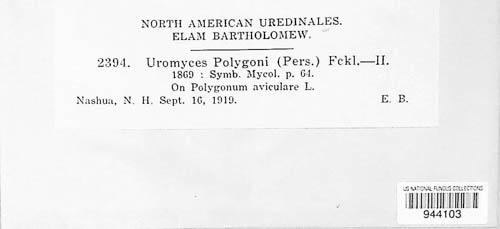 NORTH AMERICAN UREDINALES.
ELAM BARTHOLOMEW.
2394. Uromyces Polygoni (Pers.) Fckl.—II.
1869 : Symb. Mycol. p. 64.
On Polygonum aviculare L.
Nashua, N. H. Sept. 16, 1919. E. B.
US NATIONAL FUNGUS COLLECTIONS
944103